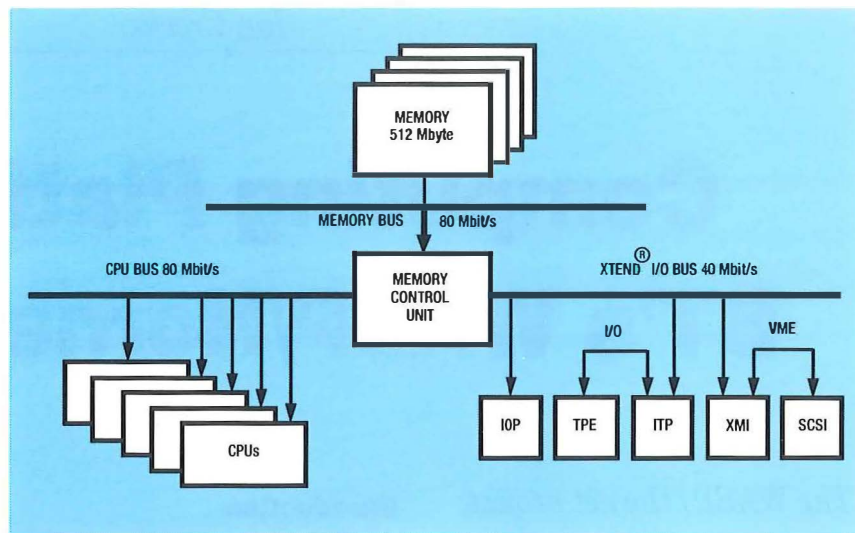 MEMORY
512 Mbyte
MEMORY BUS 80 Mbit/s
CPU BUS 80 Mbit/s
MEMORY
CONTROL
UNIT
XTEND® I/O BUS 40 Mbit/s
I/O
VME
IOP
TPE
ITP
XMI
SCSI
CPUs